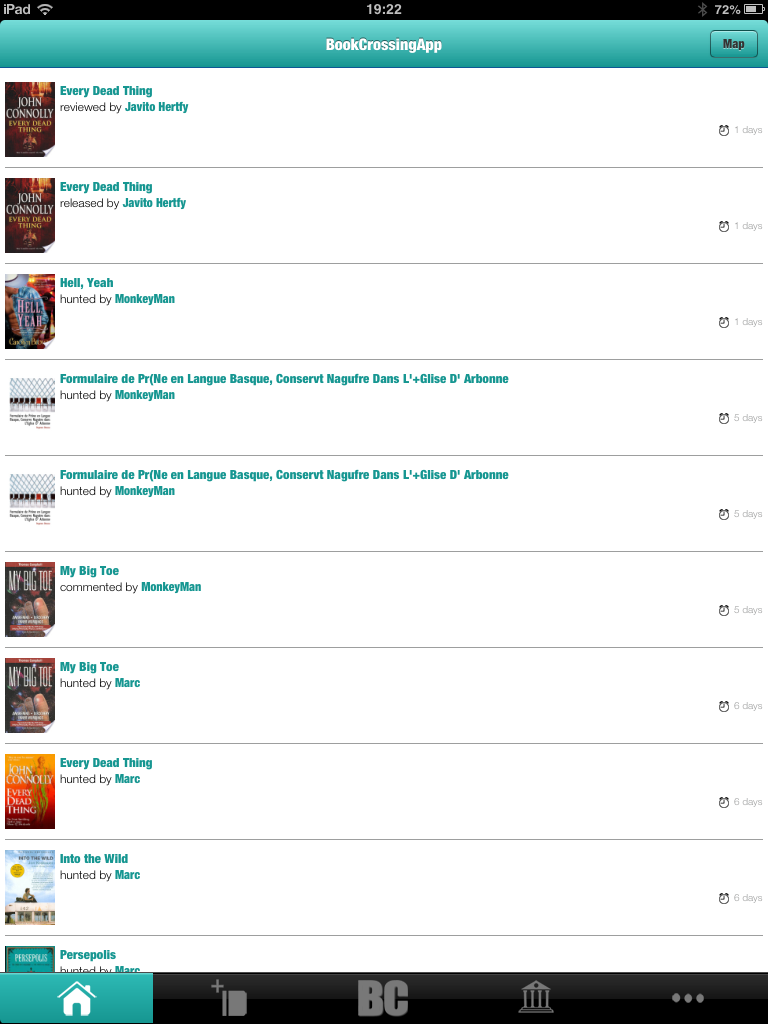 iPad 19:22 72%
BookCrossingApp Map
JOHN
CONNOLLY
EVERY DEAD
THING
Every Dead Thing
reviewed by Javito Hertfy
1 days
JOHN
CONNOLLY
EVERY DEAD
THING
Every Dead Thing
released by Javito Hertfy
1 days
HELL
YEAH
Hell, Yeah
hunted by MonkeyMan
1 days
Formulaire de Pr(Ne en Langue Basque, Conservt Nagufre Dans L'+Glise D' Arbonne
hunted by MonkeyMan
5 days
Formulaire de Pr(Ne en Langue Basque, Conservt Nagufre Dans L'+Glise D' Arbonne
hunted by MonkeyMan
5 days
MY BIG TOE
My Big Toe
commented by MonkeyMan
5 days
MY BIG TOE
My Big Toe
hunted by Marc
6 days
JOHN
CONNOLLY
EVERY
DEAD
THING
Every Dead Thing
hunted by Marc
6 days
INTO THE WILD
Into the Wild
hunted by Marc
6 days
PERSEPOLIS
Persepolis
hunted by Marc
BC